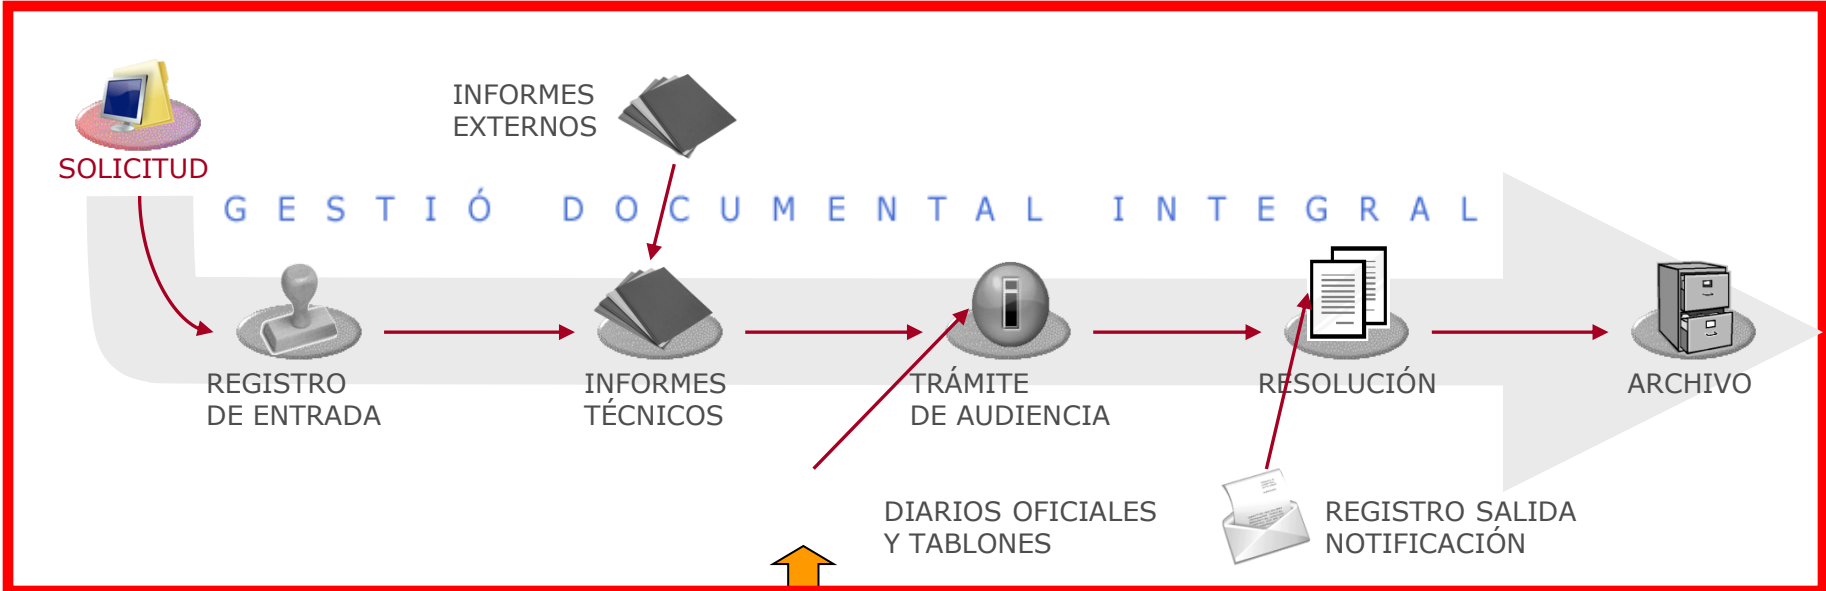 INFORMES
EXTERNOS
SOLICITUD
GESTIÓ DOCUMENTAL INTEGRAL
REGISTRO
DE ENTRADA
INFORMES
TÉCNICOS
TRÁMITE
DE AUDIENCIA
RESOLUCIÓN
ARCHIVO
DIARIOS OFICIALES
Y TABLONES
REGISTRO SALIDA
NOTIFICACIÓN